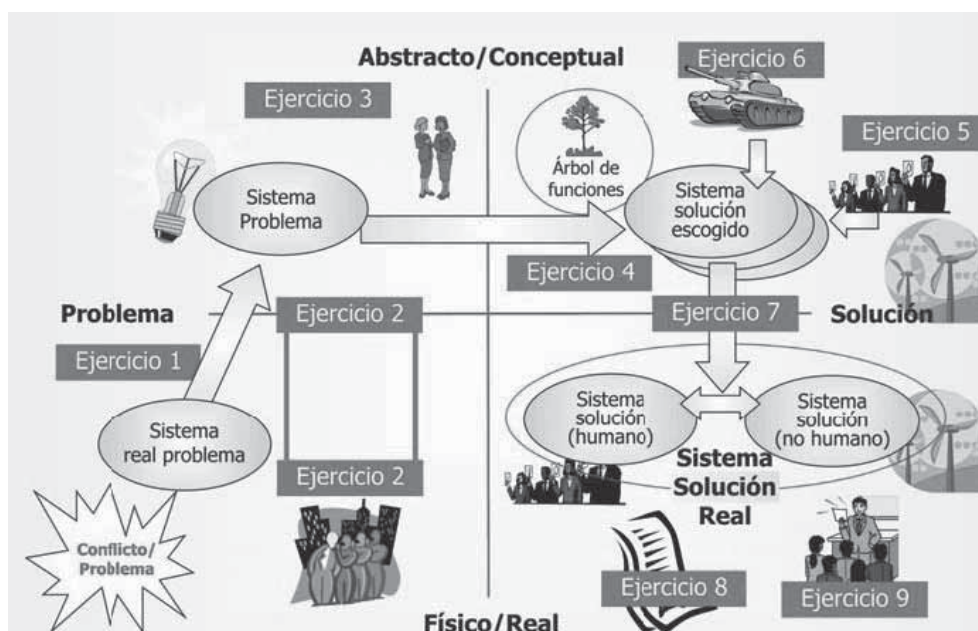 Abstracto/Conceptual
Ejercicio 6
Ejercicio 3
Ejercicio 5
Árbol de
funciones
Sistema
Problema
Sistema
solución
escogido
Ejercicio 4
Problema
Ejercicio 2
Ejercicio 7
Solución
Ejercicio 1
Sistema
real problema
Sistema
solución
(humano)
Sistema
solución
(no humano)
Ejercicio 2
Sistema
Solución
Real
Conflicto/
Problema
Ejercicio 8
Ejercicio 9
Físico/Real